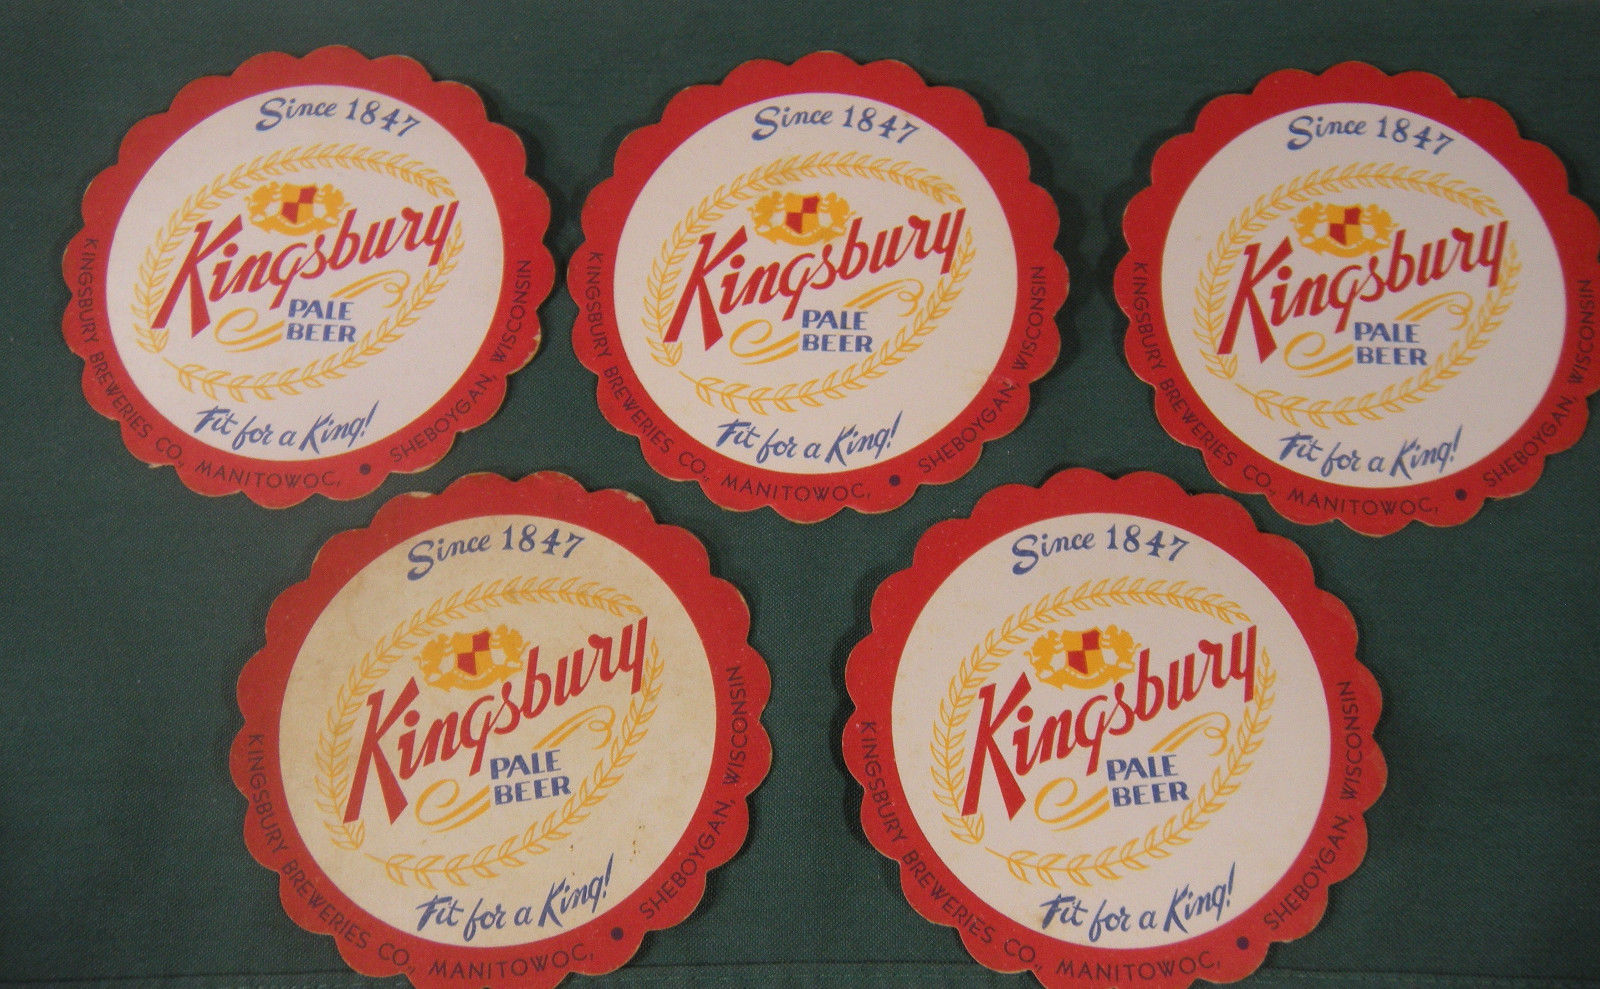 Since 1847
Kingsbury
PALE
BEER
Fit for a King!
KINGSBURY BREWERIES CO., MANITOWOC, • SHEBOYGAN, WISCONSIN
Since 1847
Kingsbury
PALE
BEER
Fit for a King!
KINGSBURY BREWERIES CO., MANITOWOC, • SHEBOYGAN, WISCONSIN
Since 1847
Kingsbury
PALE
BEER
Fit for a King!
KINGSBURY BREWERIES CO., MANITOWOC, • SHEBOYGAN, WISCONSIN
Since 1847
Kingsbury
PALE
BEER
Fit for a King!
KINGSBURY BREWERIES CO., MANITOWOC, • SHEBOYGAN, WISCONSIN
Since 1847
Kingsbury
PALE
BEER
Fit for a King!
KINGSBURY BREWERIES CO., MANITOWOC, • SHEBOYGAN, WISCONSIN